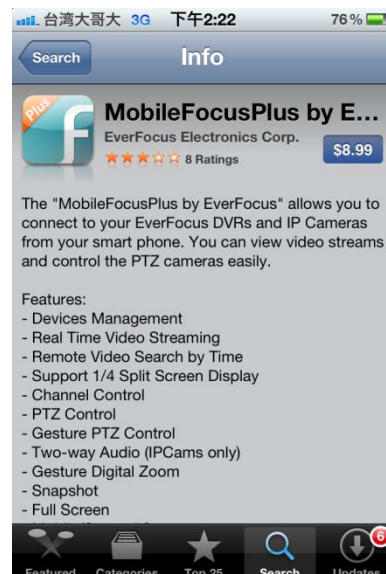 台湾大哥大 3G 下午2:22 76%
Search
Info
Plus
f
MobileFocusPlus by E...
EverFocus Electronics Corp.
8 Ratings
$8.99
The "MobileFocusPlus by EverFocus" allows you to
connect to your EverFocus DVRs and IP Cameras
from your smart phone. You can view video streams
and control the PTZ cameras easily.
Features:
- Devices Management
- Real Time Video Streaming
- Remote Video Search by Time
- Support 1/4 Split Screen Display
- Channel Control
- PTZ Control
- Gesture PTZ Control
- Two-way Audio (IPCams only)
- Gesture Digital Zoom
- Snapshot
- Full Screen
6
Featured Categories Top 25 Search Updates